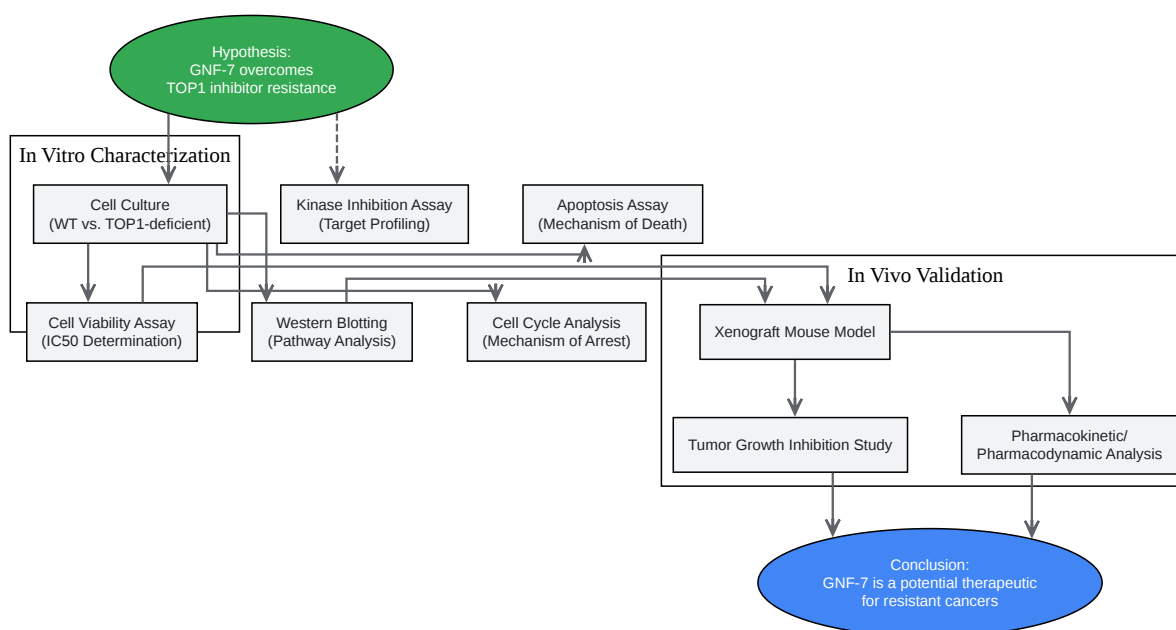 Hypothesis:
GNF-7 overcomes
TOP1 inhibitor resistance
In Vitro Characterization
Cell Culture
(WT vs. TOP1-deficient)
Kinase Inhibition Assay
(Target Profiling)
Apoptosis Assay
(Mechanism of Death)
In Vivo Validation
Cell Viability Assay
(IC50 Determination)
Western Blotting
(Pathway Analysis)
Cell Cycle Analysis
(Mechanism of Arrest)
Xenograft Mouse Model
Tumor Growth Inhibition Study
Pharmacokinetic/
Pharmacodynamic Analysis
Conclusion:
GNF-7 is a potential therapeutic
for resistant cancers